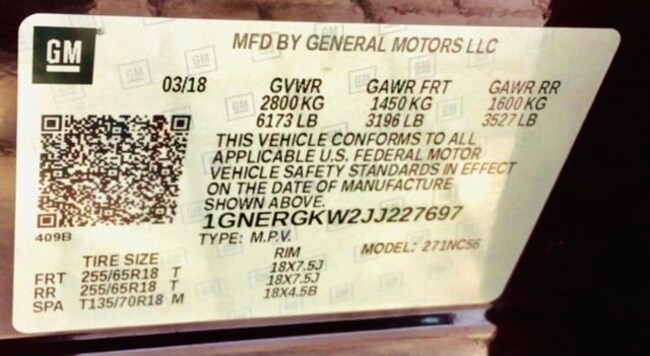 GM
MFD BY GENERAL MOTORS LLC
03/18 GVWR GAWR FRT GAWR RR
2800 KG 1450 KG 1600 KG
6173 LB 3196 LB 3527 LB
THIS VEHICLE CONFORMS TO ALL
APPLICABLE U.S. FEDERAL MOTOR
VEHICLE SAFETY STANDARDS IN EFFECT
ON THE DATE OF MANUFACTURE
SHOWN ABOVE.
1GNERGKW2JJ227697
409B
TYPE: M.P.V. MODEL: 271NC56
TIRE SIZE RIM
FRT 255/65R18 T 18X7.5J
RR 255/65R18 T 18X7.5J
SPA T135/70R18 M 18X4.5B